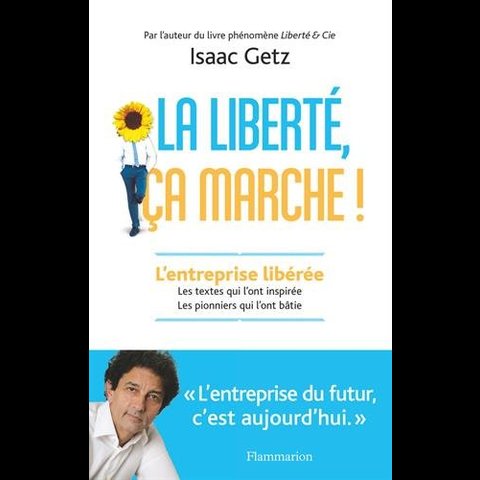 Par l'auteur du livre phénomène Liberté & Cie
Isaac Getz
LA LIBERTÉ,
ÇA MARCHE !
L'entreprise libérée
Les textes qui l'ont inspirée
Les pionniers qui l'ont bâtie
« L'entreprise du futur,
c'est aujourd'hui. »
Flammarion